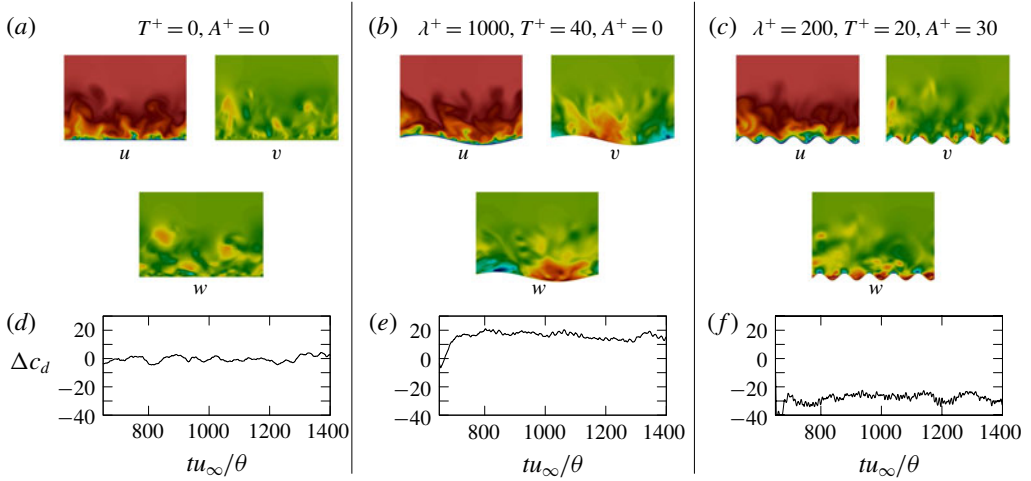 (a) T⁺ = 0, A⁺ = 0
u v
w
(b) λ⁺ = 1000, T⁺ = 40, A⁺ = 0
u v
w
(c) λ⁺ = 200, T⁺ = 20, A⁺ = 30
u v
w
(d)
Δc_d
20
0
−20
−40
800 1000 1200 1400
tu∞/θ
(e)
20
0
−20
−40
800 1000 1200 1400
tu∞/θ
(f)
20
0
−20
−40
800 1000 1200 1400
tu∞/θ